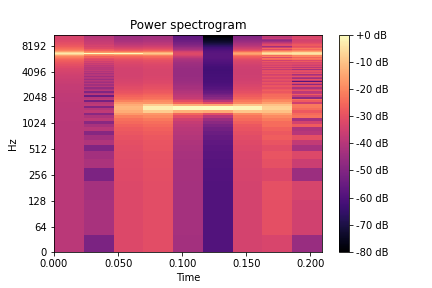 Power spectrogram
8192
4096
2048
1024
512
256
128
64
0
Hz
0.000 0.050 0.100 0.150 0.200
Time
+0 dB
-10 dB
-20 dB
-30 dB
-40 dB
-50 dB
-60 dB
-70 dB
-80 dB